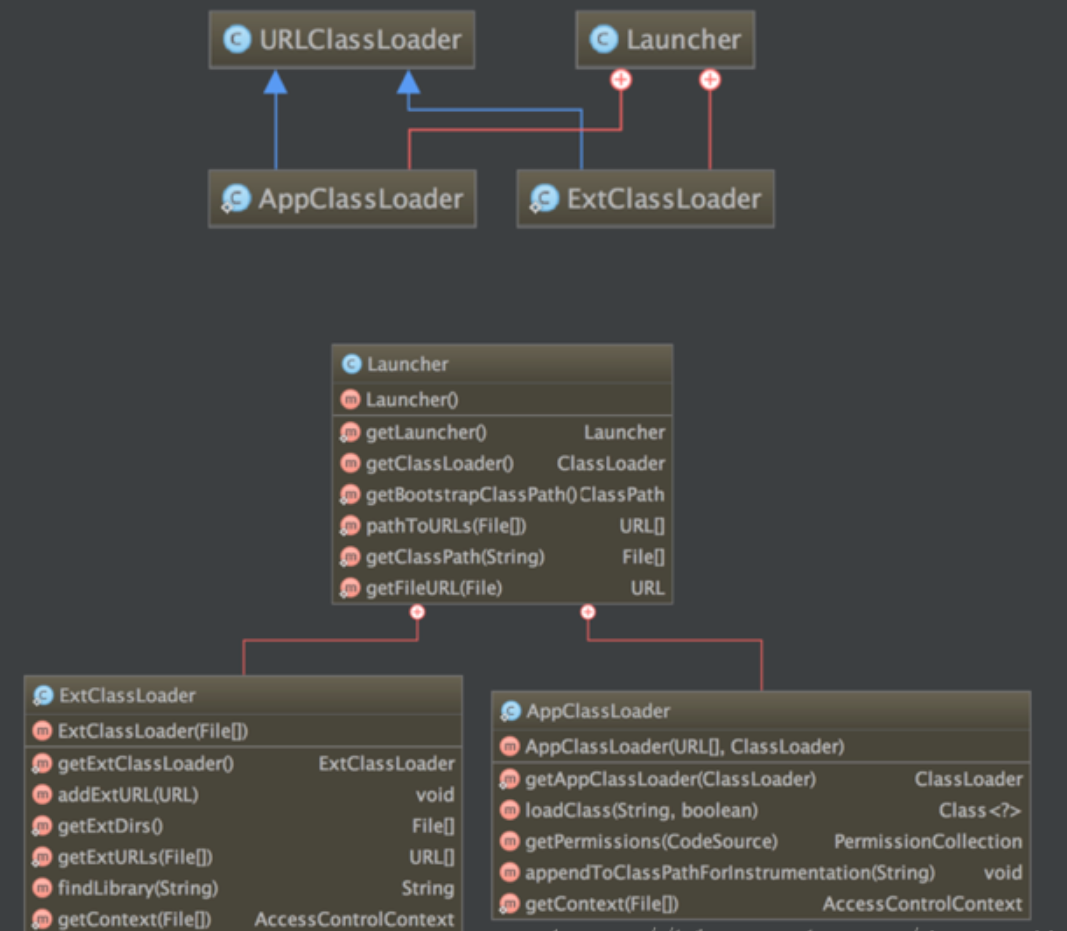 URLClassLoader
Launcher
AppClassLoader
ExtClassLoader
Launcher
Launcher()
getLauncher() Launcher
getClassLoader() ClassLoader
getBootstrapClassPath() ClassPath
pathToURLs(File[]) URL[]
getClassPath(String) File[]
getFileURL(File) URL
ExtClassLoader
ExtClassLoader(File[])
getExtClassLoader() ExtClassLoader
addExtURL(URL) void
getExtDirs() File[]
getExtURLs(File[]) URL[]
findLibrary(String) String
getContext(File[]) AccessControlContext
AppClassLoader
AppClassLoader(URL[], ClassLoader)
getAppClassLoader(ClassLoader) ClassLoader
loadClass(String, boolean) Class<?>
getPermissions(CodeSource) PermissionCollection
appendToClassPathForInstrumentation(String) void
getContext(File[]) AccessControlContext